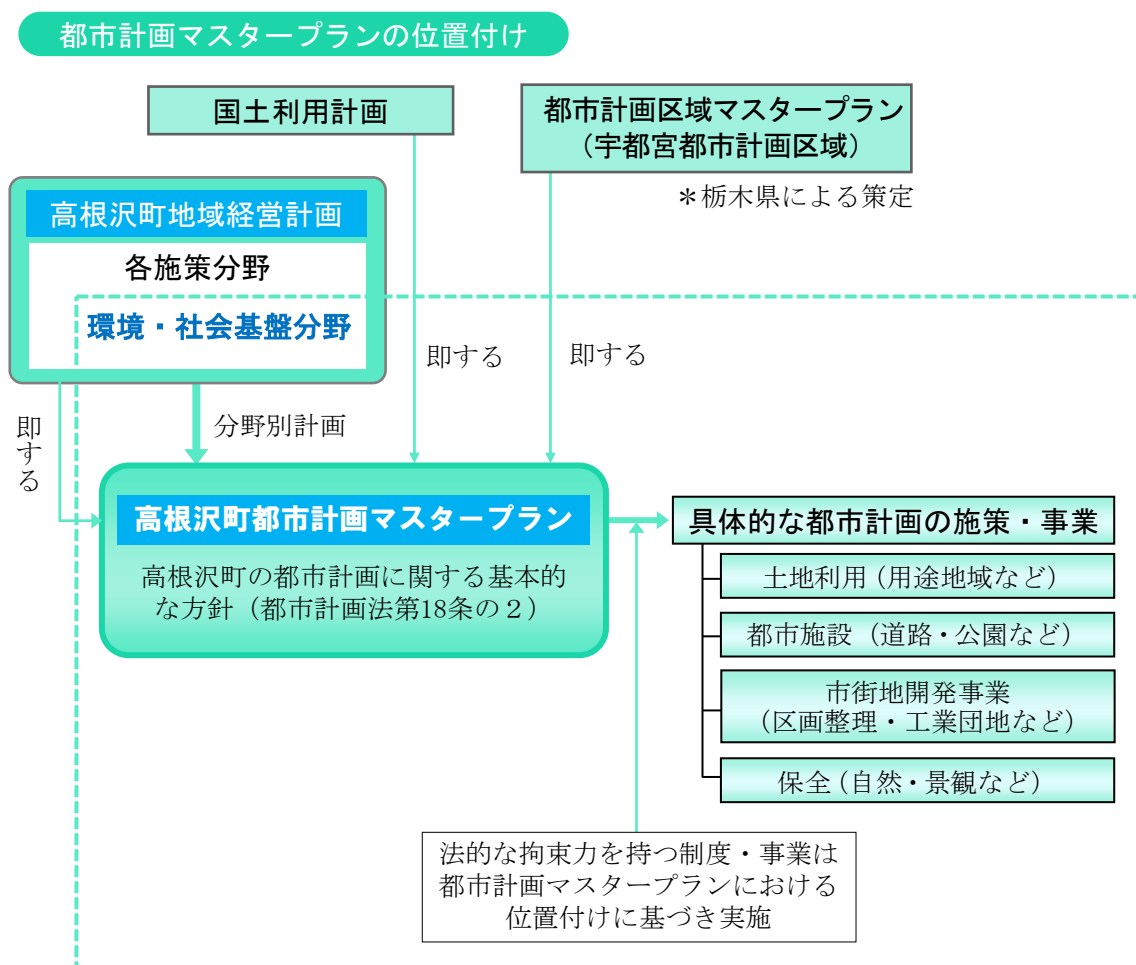 都市計画マスタープランの位置付け
国土利用計画
都市計画区域マスタープラン
（宇都宮都市計画区域）
＊栃木県による策定
高根沢町地域経営計画
各施策分野
環境・社会基盤分野
即する
即する
即する
分野別計画
高根沢町都市計画マスタープラン
高根沢町の都市計画に関する基本的
な方針（都市計画法第18条の２）
具体的な都市計画の施策・事業
土地利用（用途地域など）
都市施設（道路・公園など）
市街地開発事業
（区画整理・工業団地など）
保全（自然・景観など）
法的な拘束力を持つ制度・事業は
都市計画マスタープランにおける
位置付けに基づき実施